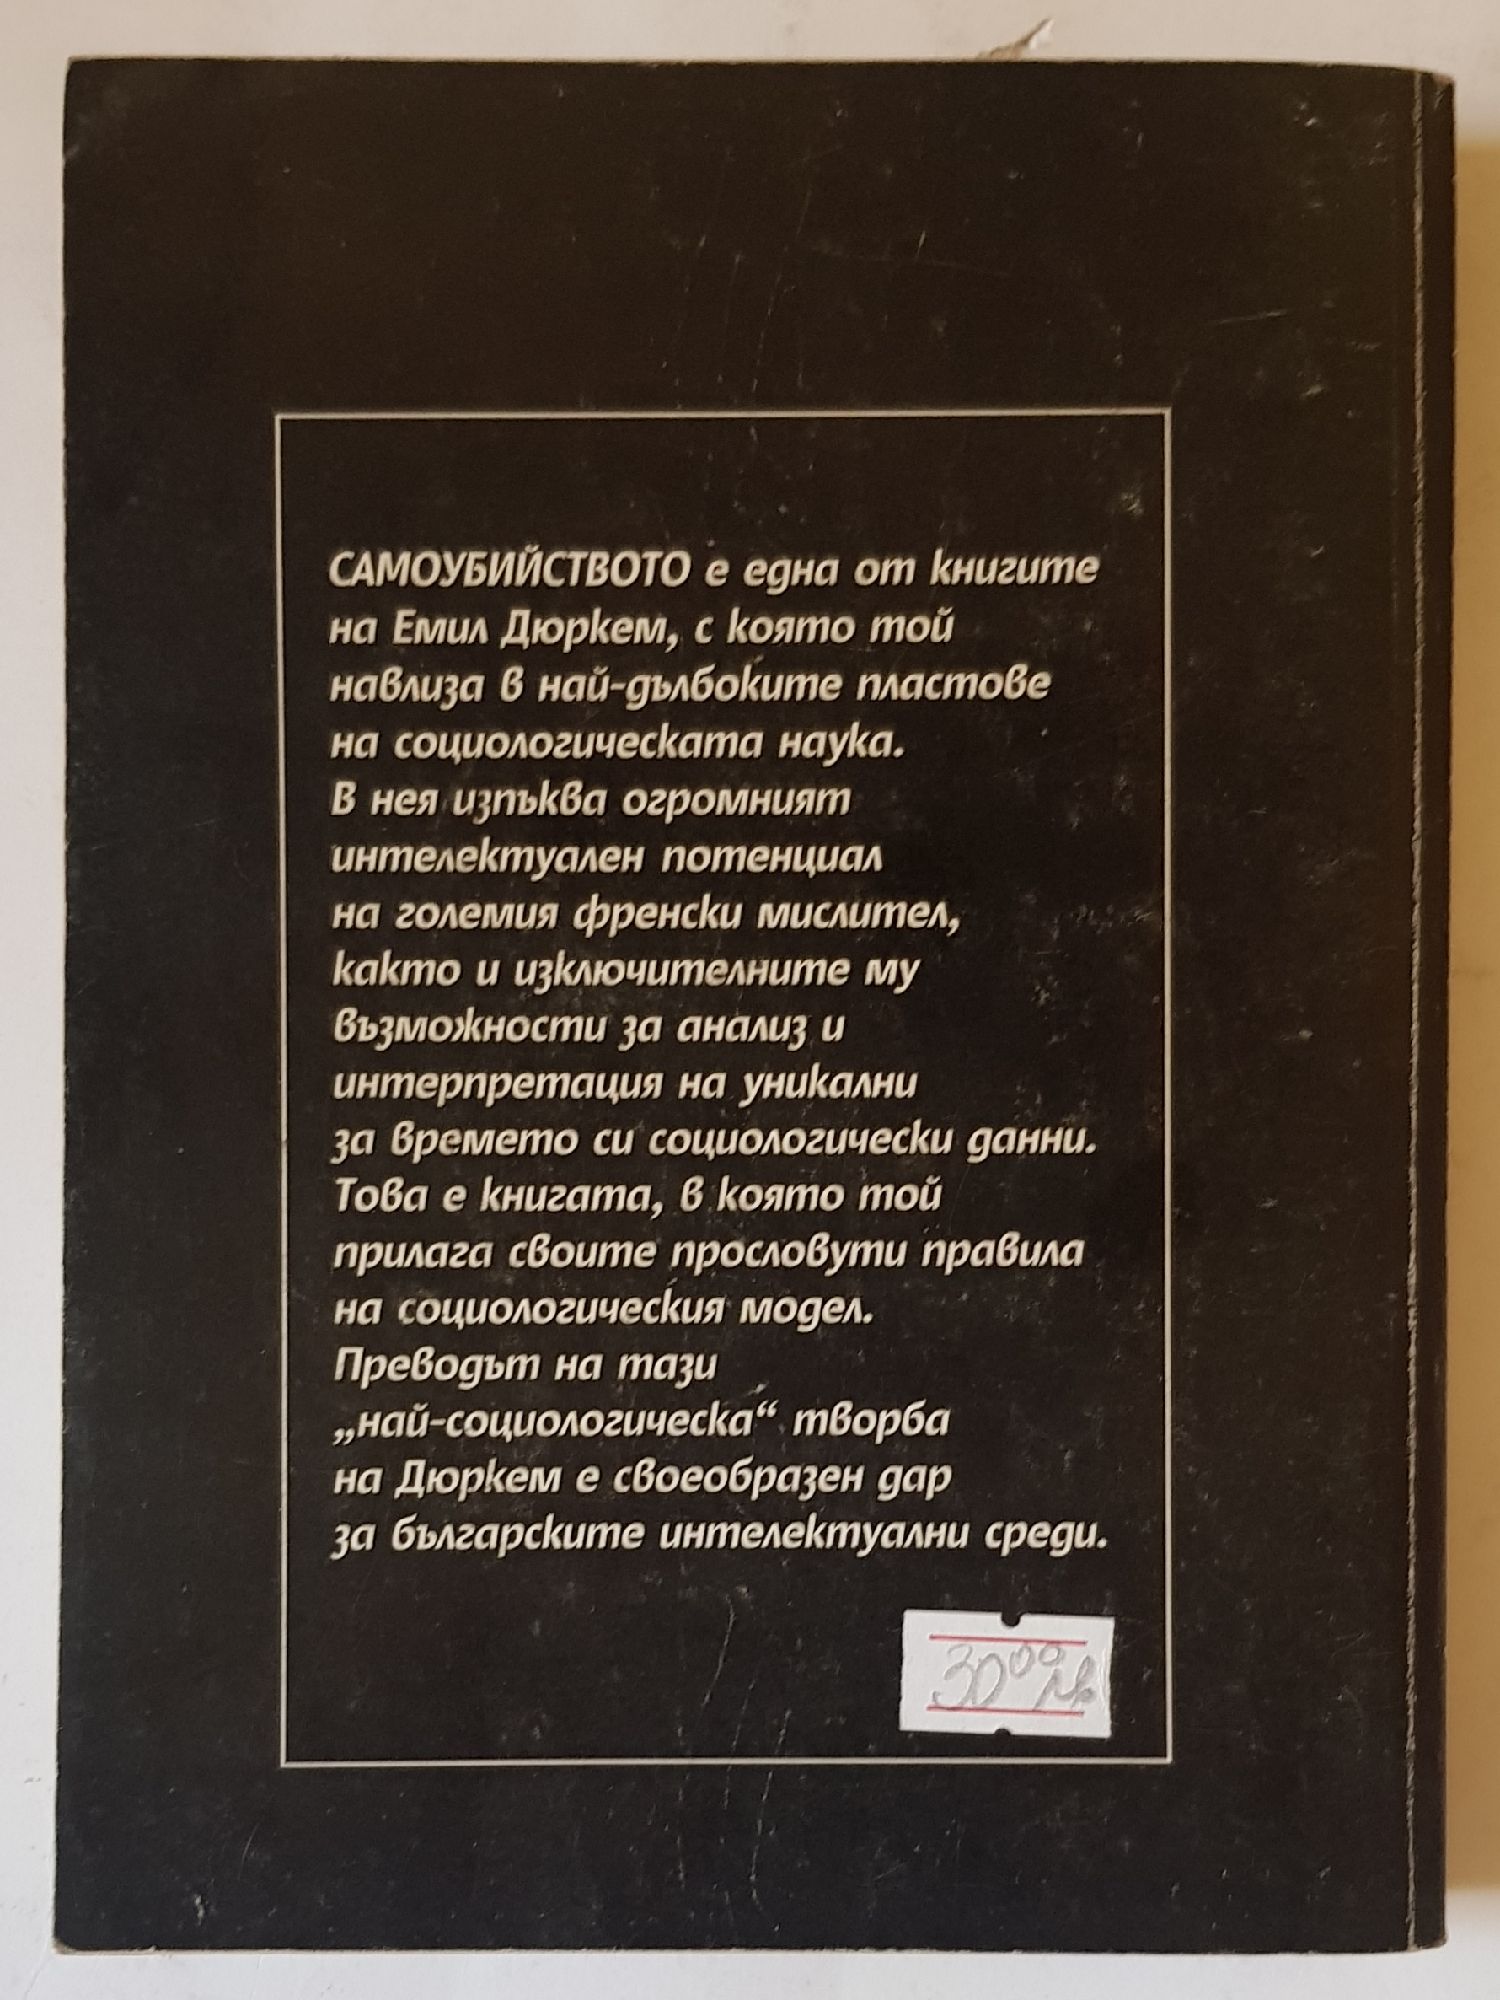 САМОУБИЙСТВОТО е една от книгите
на Емил Дюркем, с която той
навлиза в най-дълбоките пластове
на социологическата наука.
В нея изпъква огромният
интелектуален потенциал
на големия френски мислител,
както и изключителните му
възможности за анализ и
интерпретация на уникални
за времето си социологически данни.
Това е книгата, в която той
прилага своите прословути правила
на социологическия модел.
Преводът на тази
„най-социологическа“ творба
на Дюркем е своеобразен дар
за българските интелектуални среди.
30 00 лв